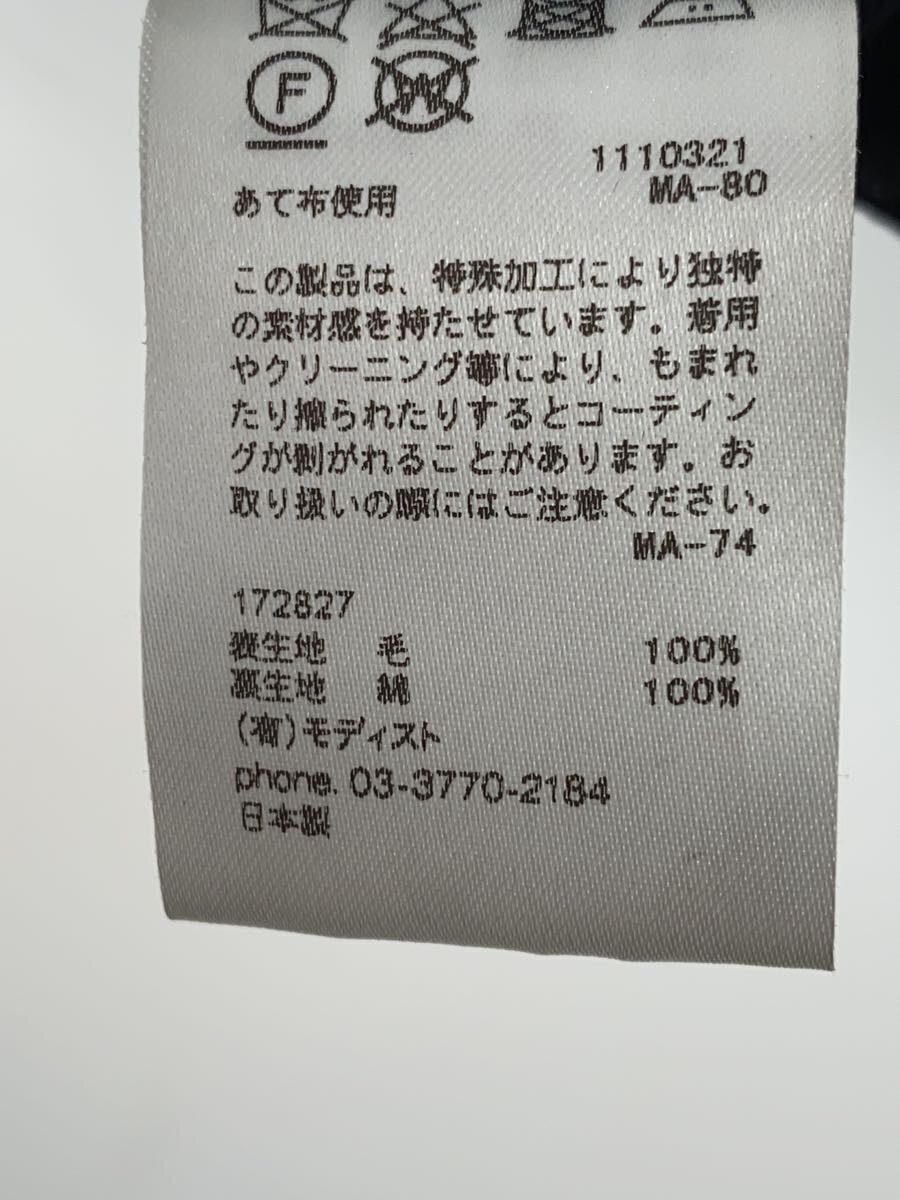 F W
1110321
MA-80
あて布使用
この製品は、特殊加工により独特
の素材感を持たせています。着用
やクリーニング等により、もまれ
たり擦られたりするとコーティン
グが剥がれることがあります。お
取り扱いの際にはご注意ください。
MA-74
172827
表生地 毛 100%
裏生地 綿 100%
(有)モディスト
phone. 03-3770-2184
日本製